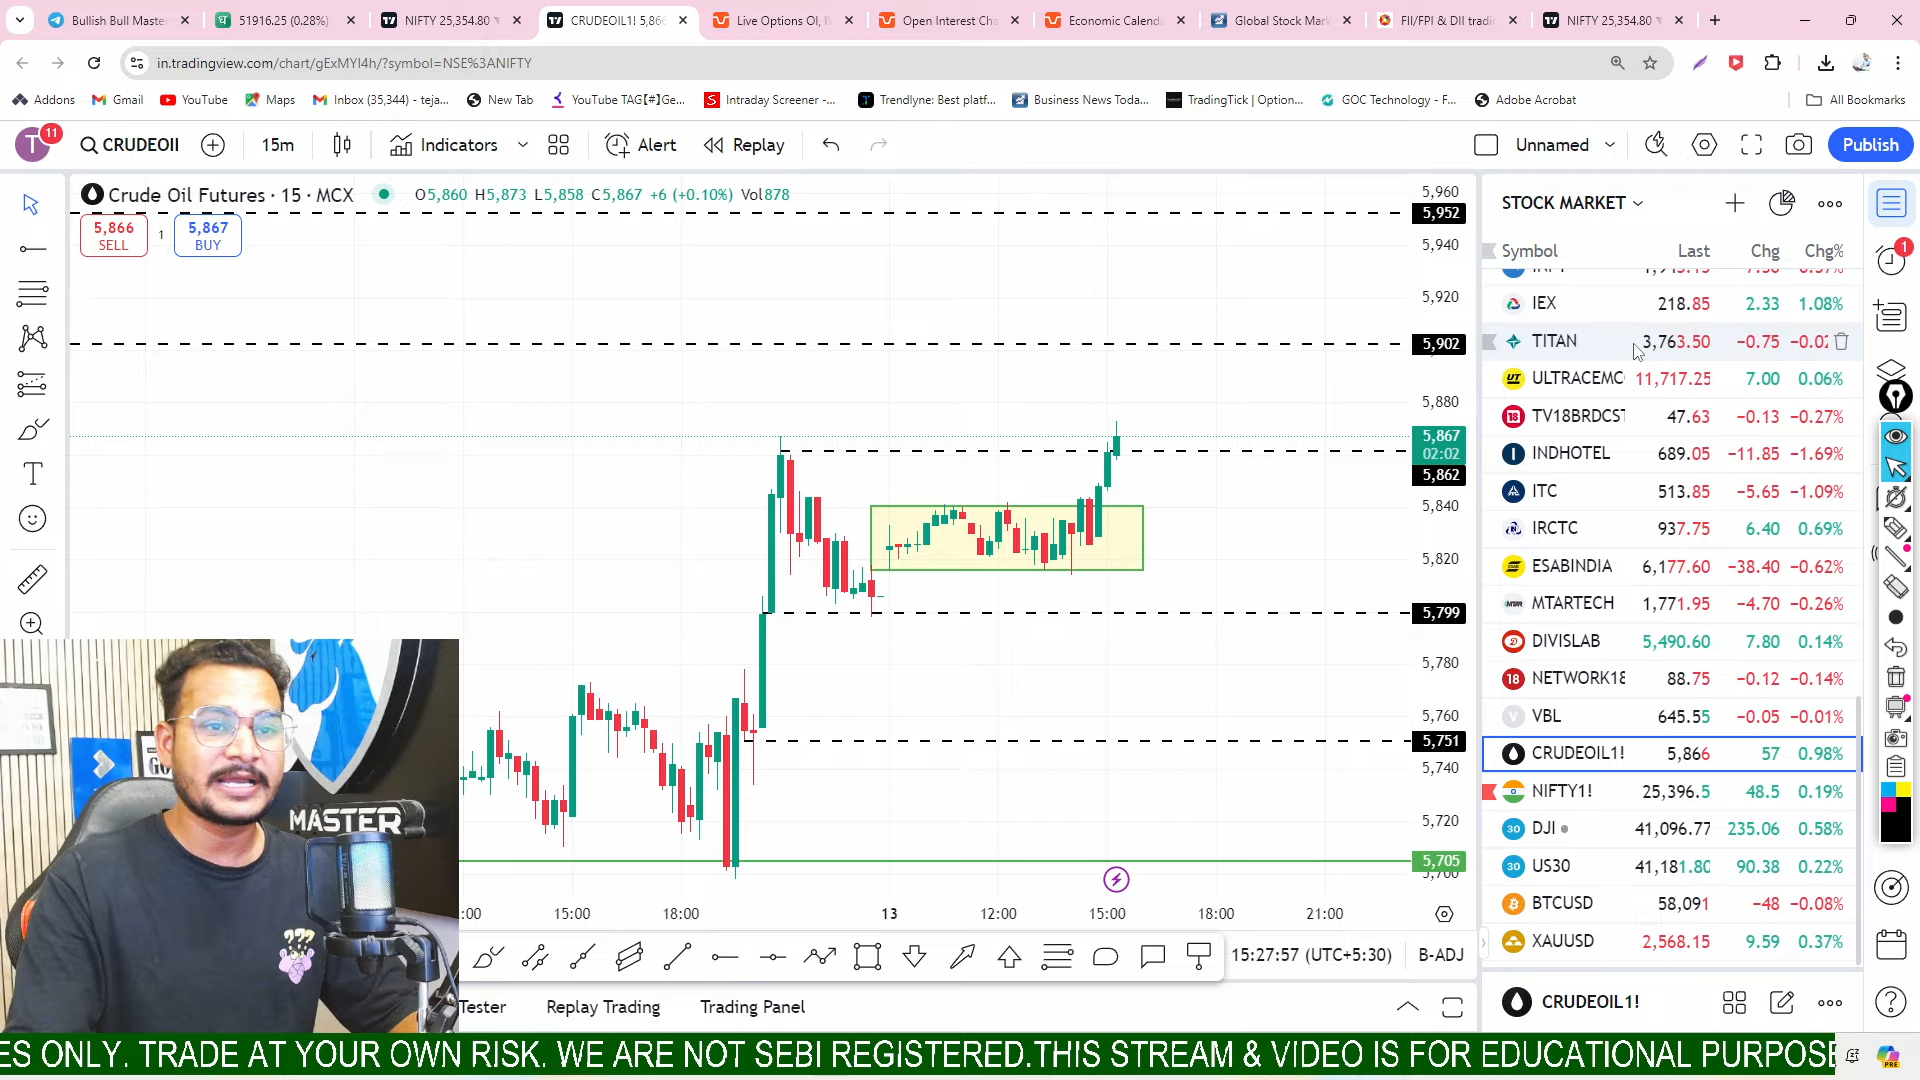 Bullish Bull Master
51916.25 (0.28%)
NIFTY 25,354.80
CRUDEOIL1! 5,86
Live Options OI, I
Open Interest Cha
Economic Calenda
Global Stock Mark
FII/FPI & DII tradi
NIFTY 25,354.80
in.tradingview.com/chart/gExMYI4h/?symbol=NSE%3ANIFTY
Addons
Gmail
YouTube
Maps
Inbox (35,344) - teja...
New Tab
YouTube TAG【#】Ge...
Intraday Screener -...
Trendlyne: Best platf...
Business News Toda...
TradingTick | Option...
GOC Technology - F...
Adobe Acrobat
All Bookmarks
T 11
CRUDEOII
15m
Indicators
Alert
Replay
Unnamed
Publish
Crude Oil Futures · 15 · MCX
O5,860 H5,873 L5,858 C5,867 +6 (+0.10%) Vol878
5,866
SELL
1
5,867
BUY
5,960
5,952
5,940
5,920
5,902
5,880
5,867
02:02
5,862
5,840
5,820
5,799
5,780
5,760
5,751
5,740
5,720
5,705
5,700
:00 15:00 18:00 13 12:00 15:00 18:00 21:00
15:27:57 (UTC+5:30)
B-ADJ
Tester
Replay Trading
Trading Panel
STOCK MARKET
Symbol Last Chg Chg%
IEX 218.85 2.33 1.08%
TITAN 3,763.50 −0.75 −0.02
ULTRACEMC 11,717.25 7.00 0.06%
TV18BRDCST 47.63 −0.13 −0.27%
INDHOTEL 689.05 −11.85 −1.69%
ITC 513.85 −5.65 −1.09%
IRCTC 937.75 6.40 0.69%
ESABINDIA 6,177.60 −38.40 −0.62%
MTARTECH 1,771.95 −4.70 −0.26%
DIVISLAB 5,490.60 7.80 0.14%
NETWORK18 88.75 −0.12 −0.14%
VBL 645.55 −0.05 −0.01%
CRUDEOIL1! 5,866 57 0.98%
NIFTY1! 25,396.5 48.5 0.19%
DJI 41,096.77 235.06 0.58%
US30 41,181.80 90.38 0.22%
BTCUSD 58,091 −48 −0.08%
XAUUSD 2,568.15 9.59 0.37%
CRUDEOIL1!
1
MASTER
???
ES ONLY. TRADE AT YOUR OWN RISK. WE ARE NOT SEBI REGISTERED.THIS STREAM & VIDEO IS FOR EDUCATIONAL PURPOSE